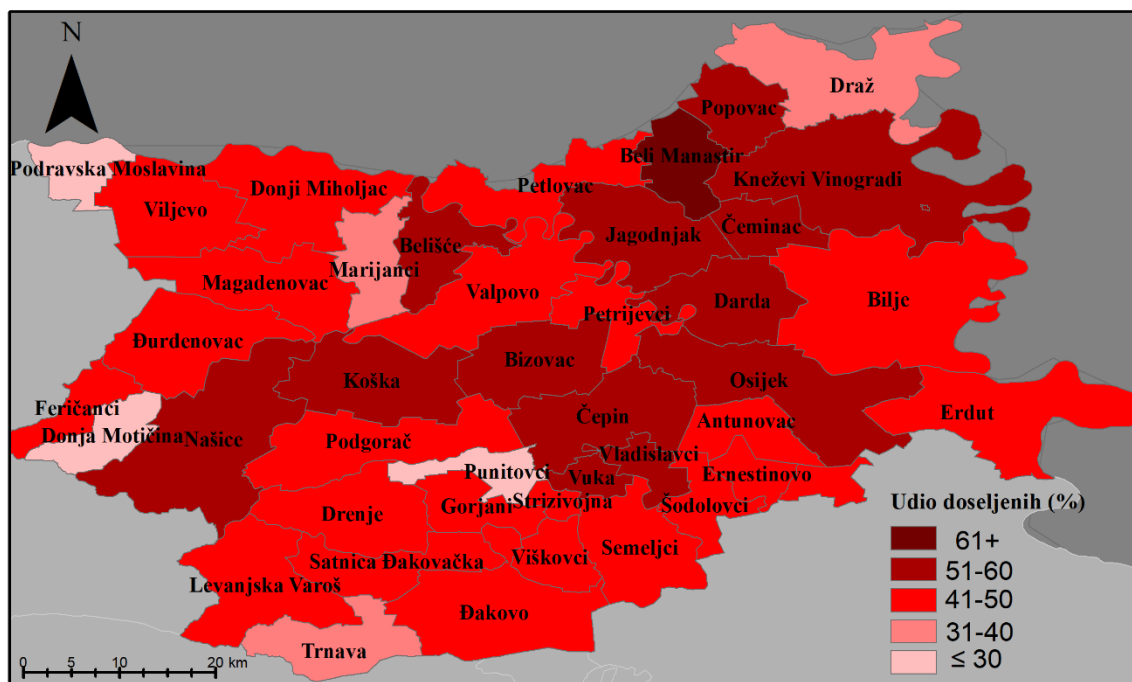 N
Draž
Popovac
Beli Manastir
Podravska Moslavina
Donji Miholjac
Petlovac
Kneževi Vinogradi
Viljevo
Čeminac
Jagodnjak
Belišće
Marijanci
Magadenovac
Valpovo
Darda
Bilje
Petrijevci
Đurđenovac
Bizovac
Koška
Osijek
Feričanci
Erdut
Čepin
Antunovac
Donja Motičina
Našice
Podgorač
Vladislavci
Punitovci
Vuka
Ernestinovo
Gorjani
Strizivojna
Šodolovci
Drenje
Semeljci
Satnica Đakovačka
Viškovci
Levanjska Varoš
Đakovo
Trnava
Udio doseljenih (%)
61+
51-60
41-50
31-40
≤ 30
0 5 10 20 km